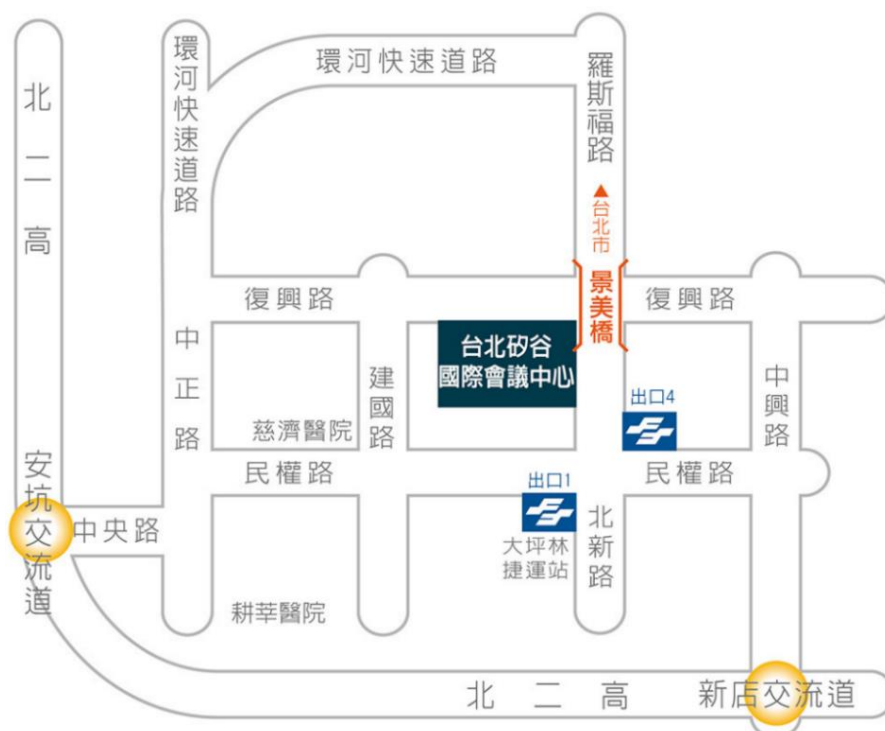 環河快速道路
環河快速道路
羅斯福路
北二高
台北市
景美橋
復興路
復興路
台北矽谷
國際會議中心
中正路
建國路
中興路
出口4
慈濟醫院
民權路
民權路
出口1
安坑交流道
中央路
北新路
大坪林
捷運站
耕莘醫院
北二高
新店交流道